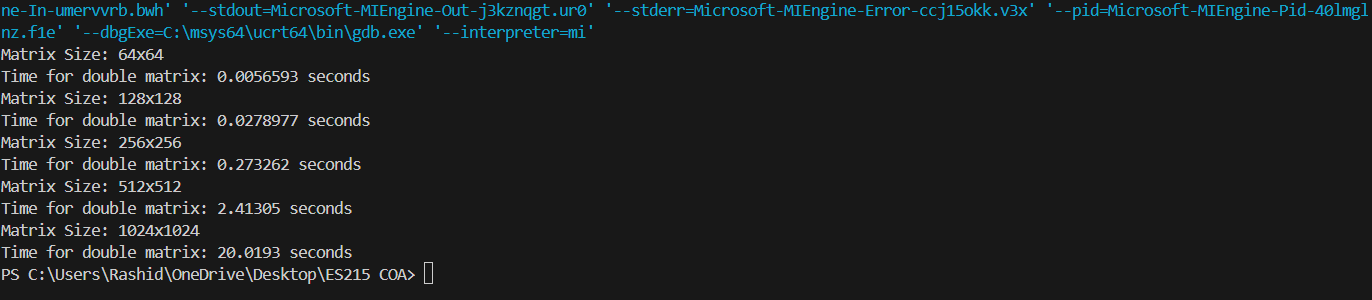 ne-In-umervvrb.bwh' '--stdout=Microsoft-MIEngine-Out-j3kznqgt.ur0' '--stderr=Microsoft-MIEngine-Error-ccj15okk.v3x' '--pid=Microsoft-MIEngine-Pid-40lmgl
nz.f1e' '--dbgExe=C:\msys64\ucrt64\bin\gdb.exe' '--interpreter=mi'
Matrix Size: 64x64
Time for double matrix: 0.0056593 seconds
Matrix Size: 128x128
Time for double matrix: 0.0278977 seconds
Matrix Size: 256x256
Time for double matrix: 0.273262 seconds
Matrix Size: 512x512
Time for double matrix: 2.41305 seconds
Matrix Size: 1024x1024
Time for double matrix: 20.0193 seconds
PS C:\Users\Rashid\OneDrive\Desktop\ES215 COA>